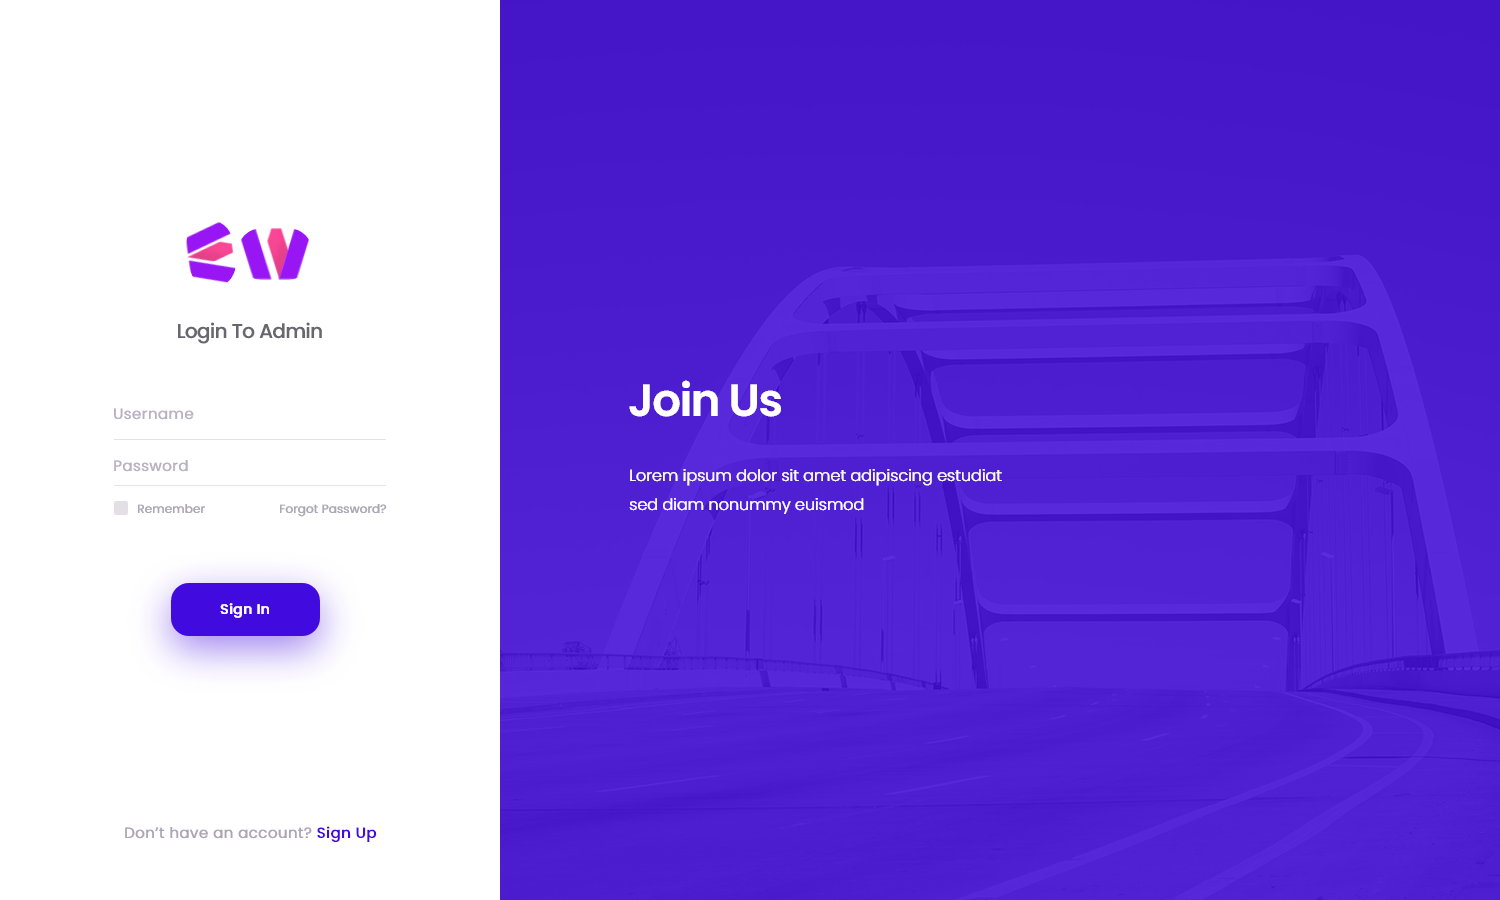 EW
Login To Admin
Username
Password
Remember
Forgot Password?
Sign In
Don’t have an account? Sign Up
Join Us
Lorem ipsum dolor sit amet adipiscing estudiat
sed diam nonummy euismod